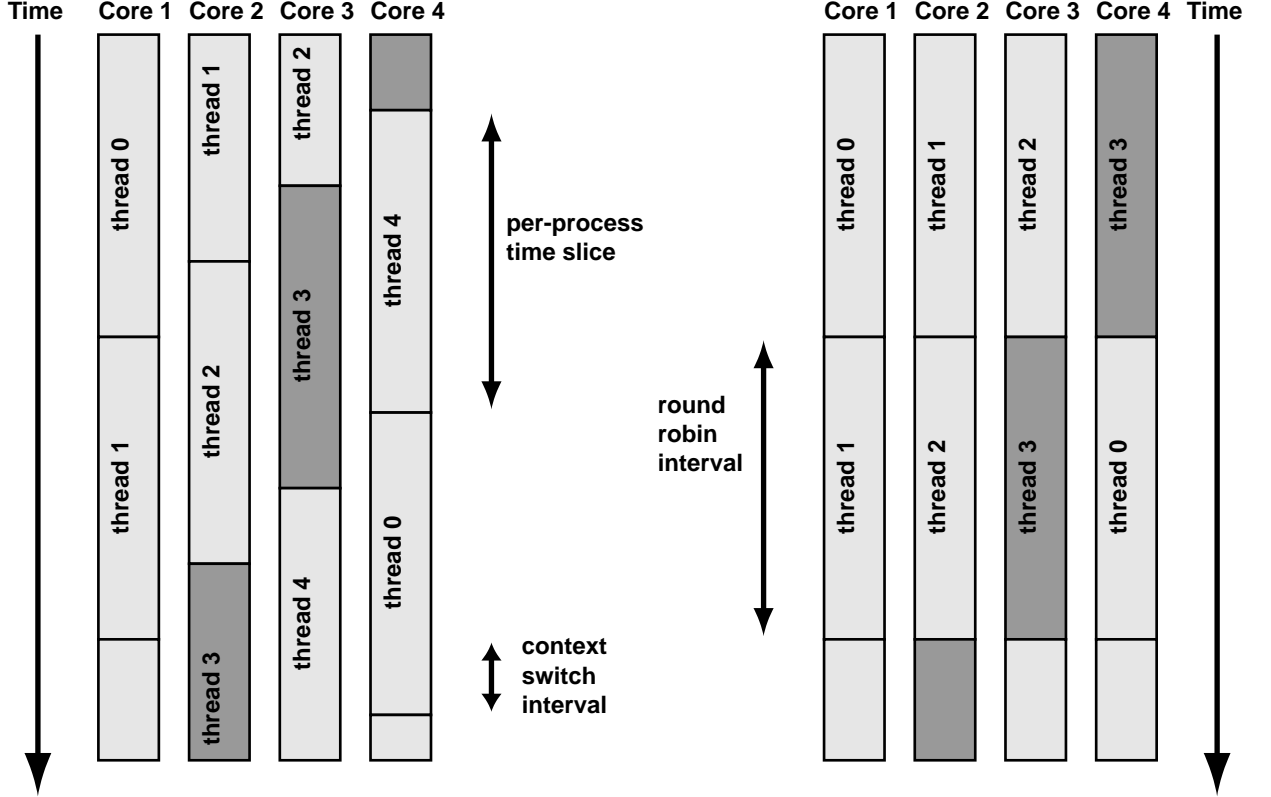 Time Core 1 Core 2 Core 3 Core 4
thread 0
thread 1
thread 1
thread 2
thread 3
thread 2
thread 3
thread 4
thread 4
thread 0
per-process
time slice
context
switch
interval
Core 1 Core 2 Core 3 Core 4 Time
thread 0
thread 1
thread 2
thread 3
round
robin
interval
thread 1
thread 2
thread 3
thread 0